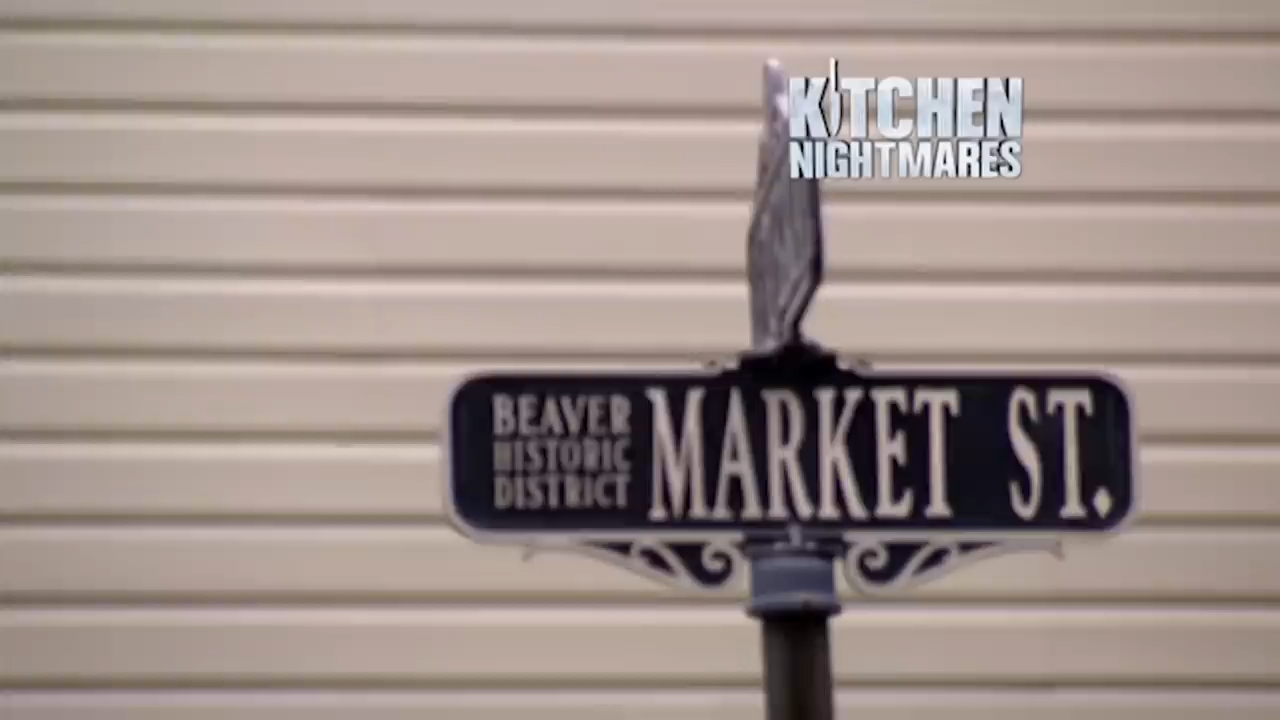 KITCHEN
NIGHTMARES
BEAVER
HISTORIC
DISTRICT
MARKET ST.